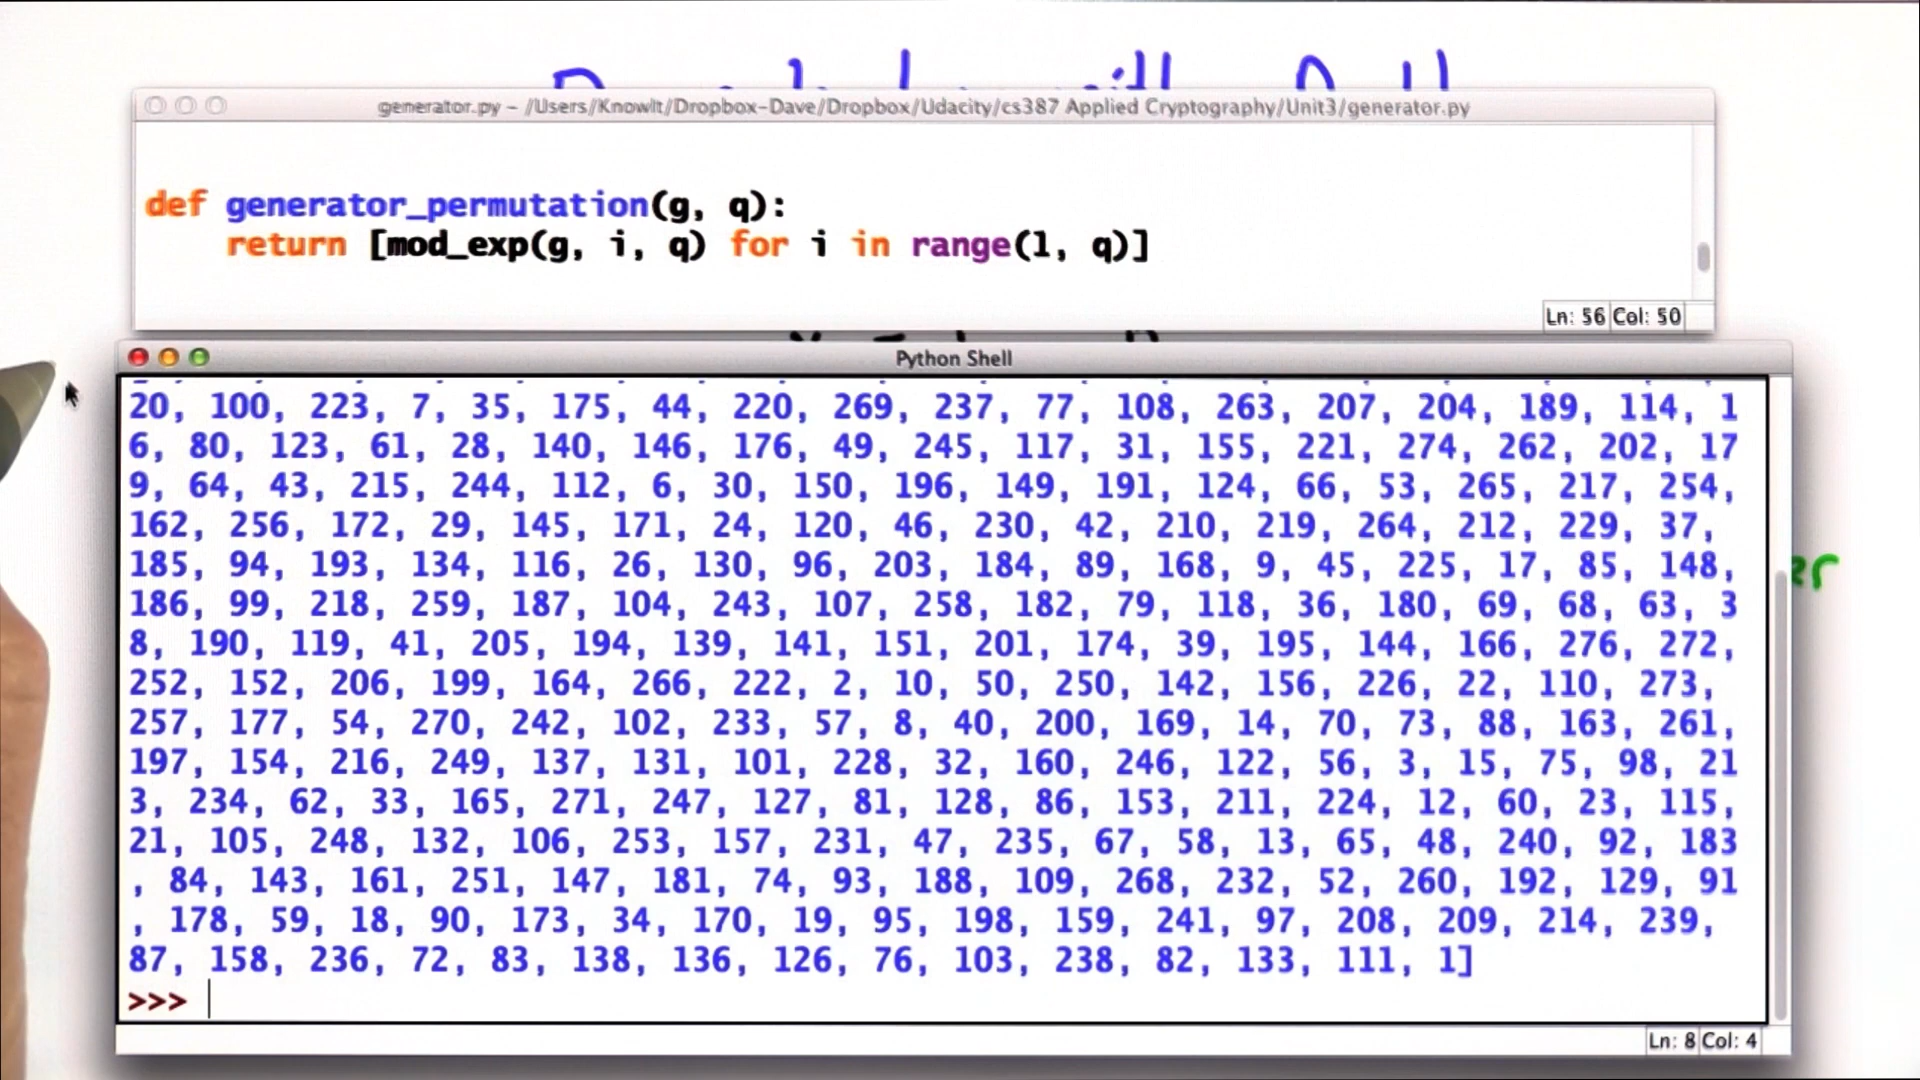 generator.py – /Users/KnowIt/Dropbox-Dave/Dropbox/Udacity/cs387 Applied Cryptography/Unit3/generator.py
def generator_permutation(g, q):
    return [mod_exp(g, i, q) for i in range(1, q)]
Ln: 56 Col: 50
Python Shell
20, 100, 223, 7, 35, 175, 44, 220, 269, 237, 77, 108, 263, 207, 204, 189, 114, 1
6, 80, 123, 61, 28, 140, 146, 176, 49, 245, 117, 31, 155, 221, 274, 262, 202, 17
9, 64, 43, 215, 244, 112, 6, 30, 150, 196, 149, 191, 124, 66, 53, 265, 217, 254,
162, 256, 172, 29, 145, 171, 24, 120, 46, 230, 42, 210, 219, 264, 212, 229, 37,
185, 94, 193, 134, 116, 26, 130, 96, 203, 184, 89, 168, 9, 45, 225, 17, 85, 148,
186, 99, 218, 259, 187, 104, 243, 107, 258, 182, 79, 118, 36, 180, 69, 68, 63, 3
8, 190, 119, 41, 205, 194, 139, 141, 151, 201, 174, 39, 195, 144, 166, 276, 272,
252, 152, 206, 199, 164, 266, 222, 2, 10, 50, 250, 142, 156, 226, 22, 110, 273,
257, 177, 54, 270, 242, 102, 233, 57, 8, 40, 200, 169, 14, 70, 73, 88, 163, 261,
197, 154, 216, 249, 137, 131, 101, 228, 32, 160, 246, 122, 56, 3, 15, 75, 98, 21
3, 234, 62, 33, 165, 271, 247, 127, 81, 128, 86, 153, 211, 224, 12, 60, 23, 115,
21, 105, 248, 132, 106, 253, 157, 231, 47, 235, 67, 58, 13, 65, 48, 240, 92, 183
, 84, 143, 161, 251, 147, 181, 74, 93, 188, 109, 268, 232, 52, 260, 192, 129, 91
, 178, 59, 18, 90, 173, 34, 170, 19, 95, 198, 159, 241, 97, 208, 209, 214, 239,
87, 158, 236, 72, 83, 138, 136, 126, 76, 103, 238, 82, 133, 111, 1]
>>>
Ln: 8 Col: 4
er